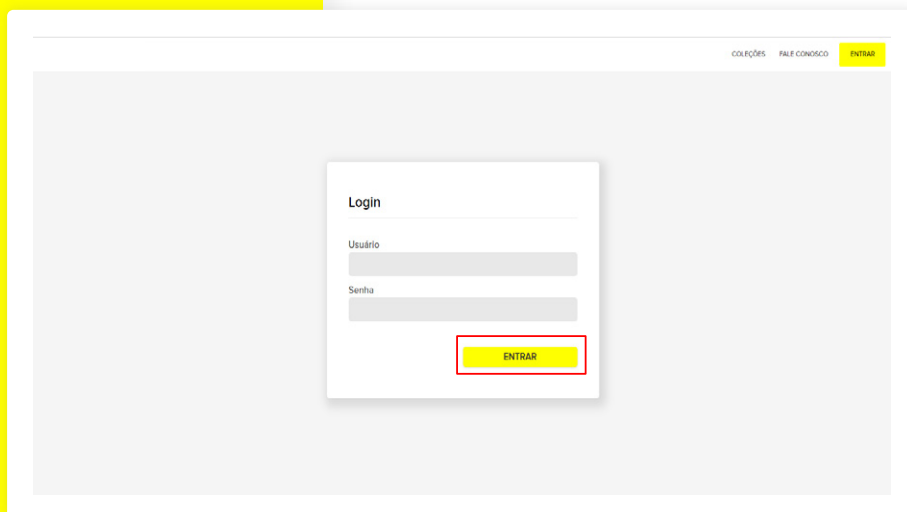 COLEÇÕES FALE CONOSCO ENTRAR
Login
Usuário
Senha
ENTRAR